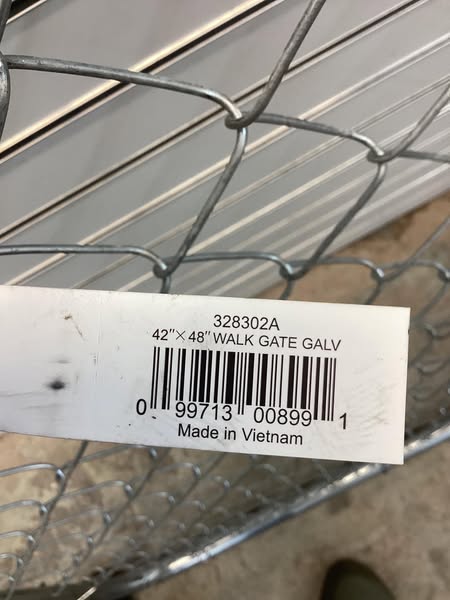 328302A
42"×48" WALK GATE GALV
0 99713 00899 1
Made in Vietnam